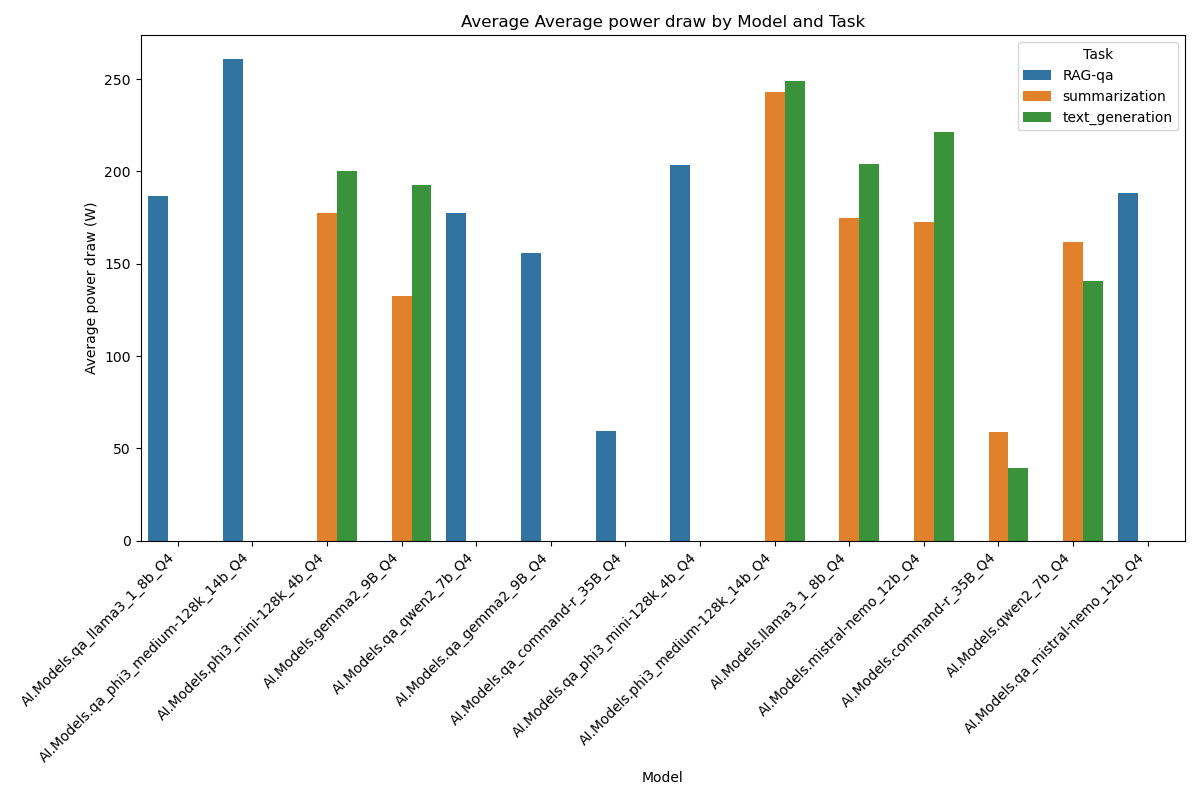 Average Average power draw by Model and Task
Task
RAG-qa
summarization
text_generation
Average power draw (W)
250
200
150
100
50
0
AI.Models.qa_llama3_1_8b_Q4
AI.Models.qa_phi3_medium-128k_14b_Q4
AI.Models.phi3_mini-128k_4b_Q4
AI.Models.gemma2_9B_Q4
AI.Models.qa_qwen2_7b_Q4
AI.Models.qa_gemma2_9B_Q4
AI.Models.qa_command-r_35B_Q4
AI.Models.qa_phi3_mini-128k_4b_Q4
AI.Models.phi3_medium-128k_14b_Q4
AI.Models.llama3_1_8b_Q4
AI.Models.mistral-nemo_12b_Q4
AI.Models.command-r_35B_Q4
AI.Models.qwen2_7b_Q4
AI.Models.qa_mistral-nemo_12b_Q4
Model